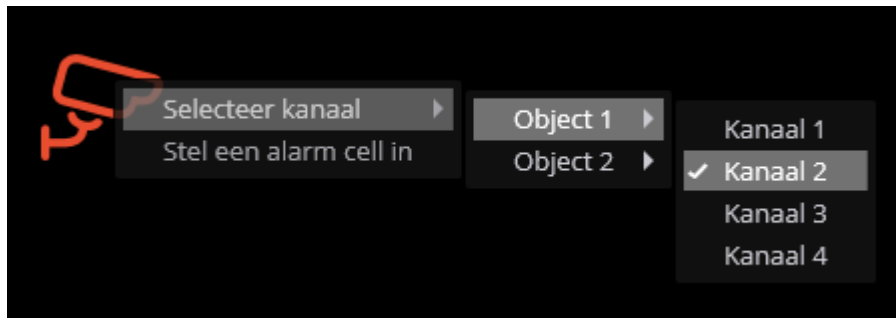 Selecteer kanaal
Stel een alarm cell in
Object 1
Object 2
Kanaal 1
Kanaal 2
Kanaal 3
Kanaal 4